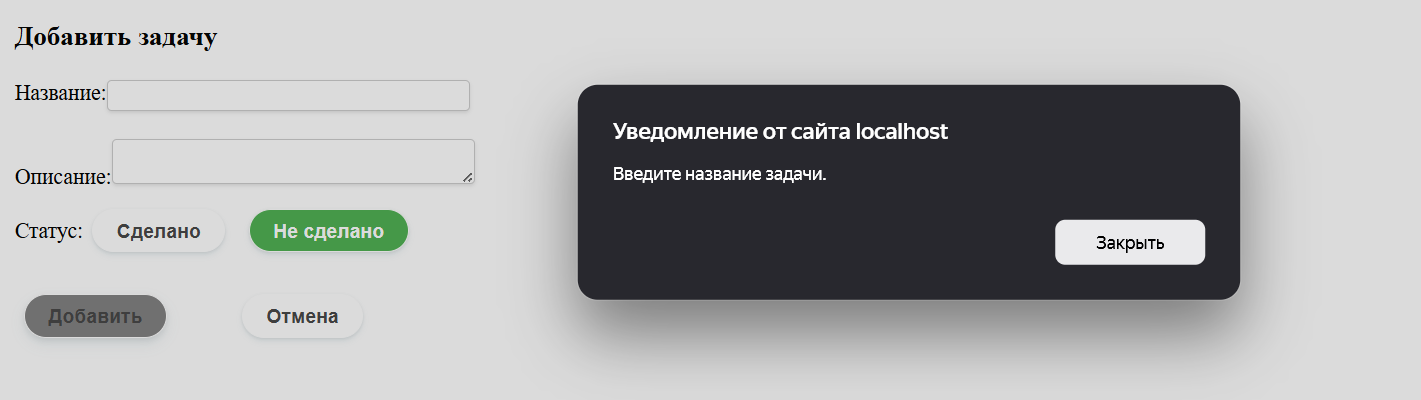 Добавить задачу
Название:
Описание:
Статус: Сделано Не сделано
Добавить Отмена
Уведомление от сайта localhost
Введите название задачи.
Закрыть